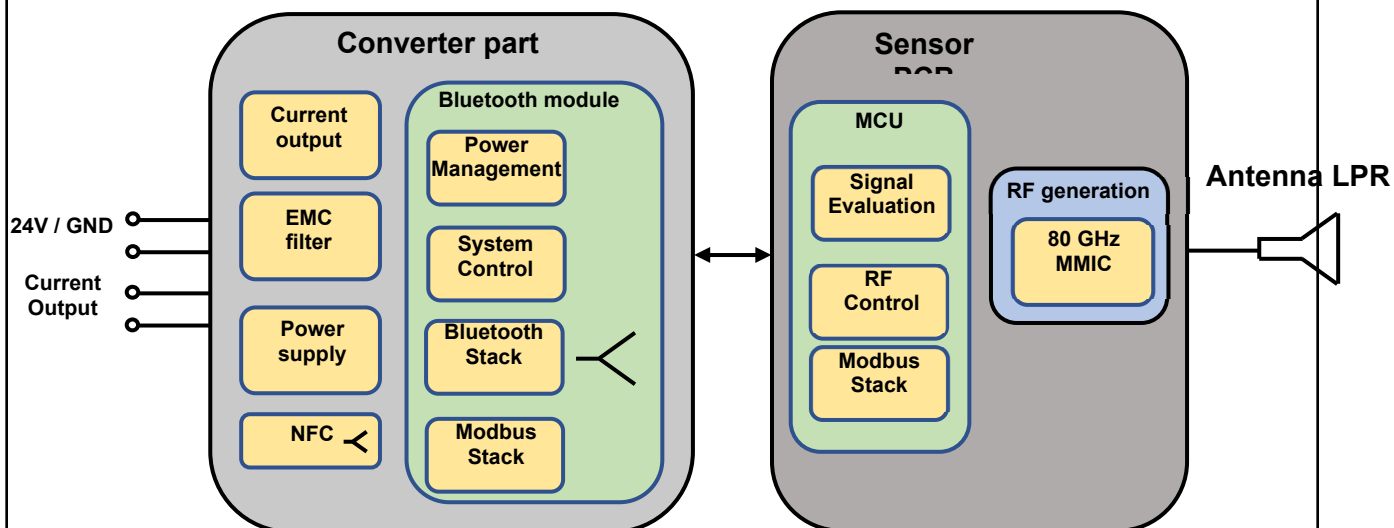 Converter part
Current
output
EMC
filter
Power
supply
NFC
Bluetooth module
Power
Management
System
Control
Bluetooth
Stack
Modbus
Stack
24V / GND
Current
Output
Sensor
MCU
Signal
Evaluation
RF
Control
Modbus
Stack
RF generation
80 GHz
MMIC
Antenna LPR